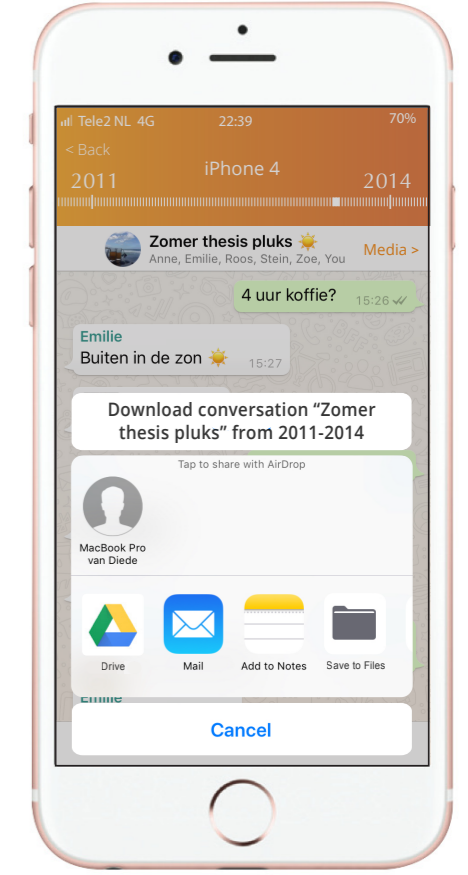 Tele2 NL 4G 22:39 70%
< Back
iPhone 4
2011 2014
Zomer thesis pluks ☀️
Anne, Emilie, Roos, Stein, Zoe, You
Media >
4 uur koffie? 15:26
Emilie
Buiten in de zon ☀️ 15:27
Download conversation “Zomer
thesis pluks” from 2011-2014
Tap to share with AirDrop
MacBook Pro
van Diede
Drive Mail Add to Notes Save to Files
Emilie
Cancel